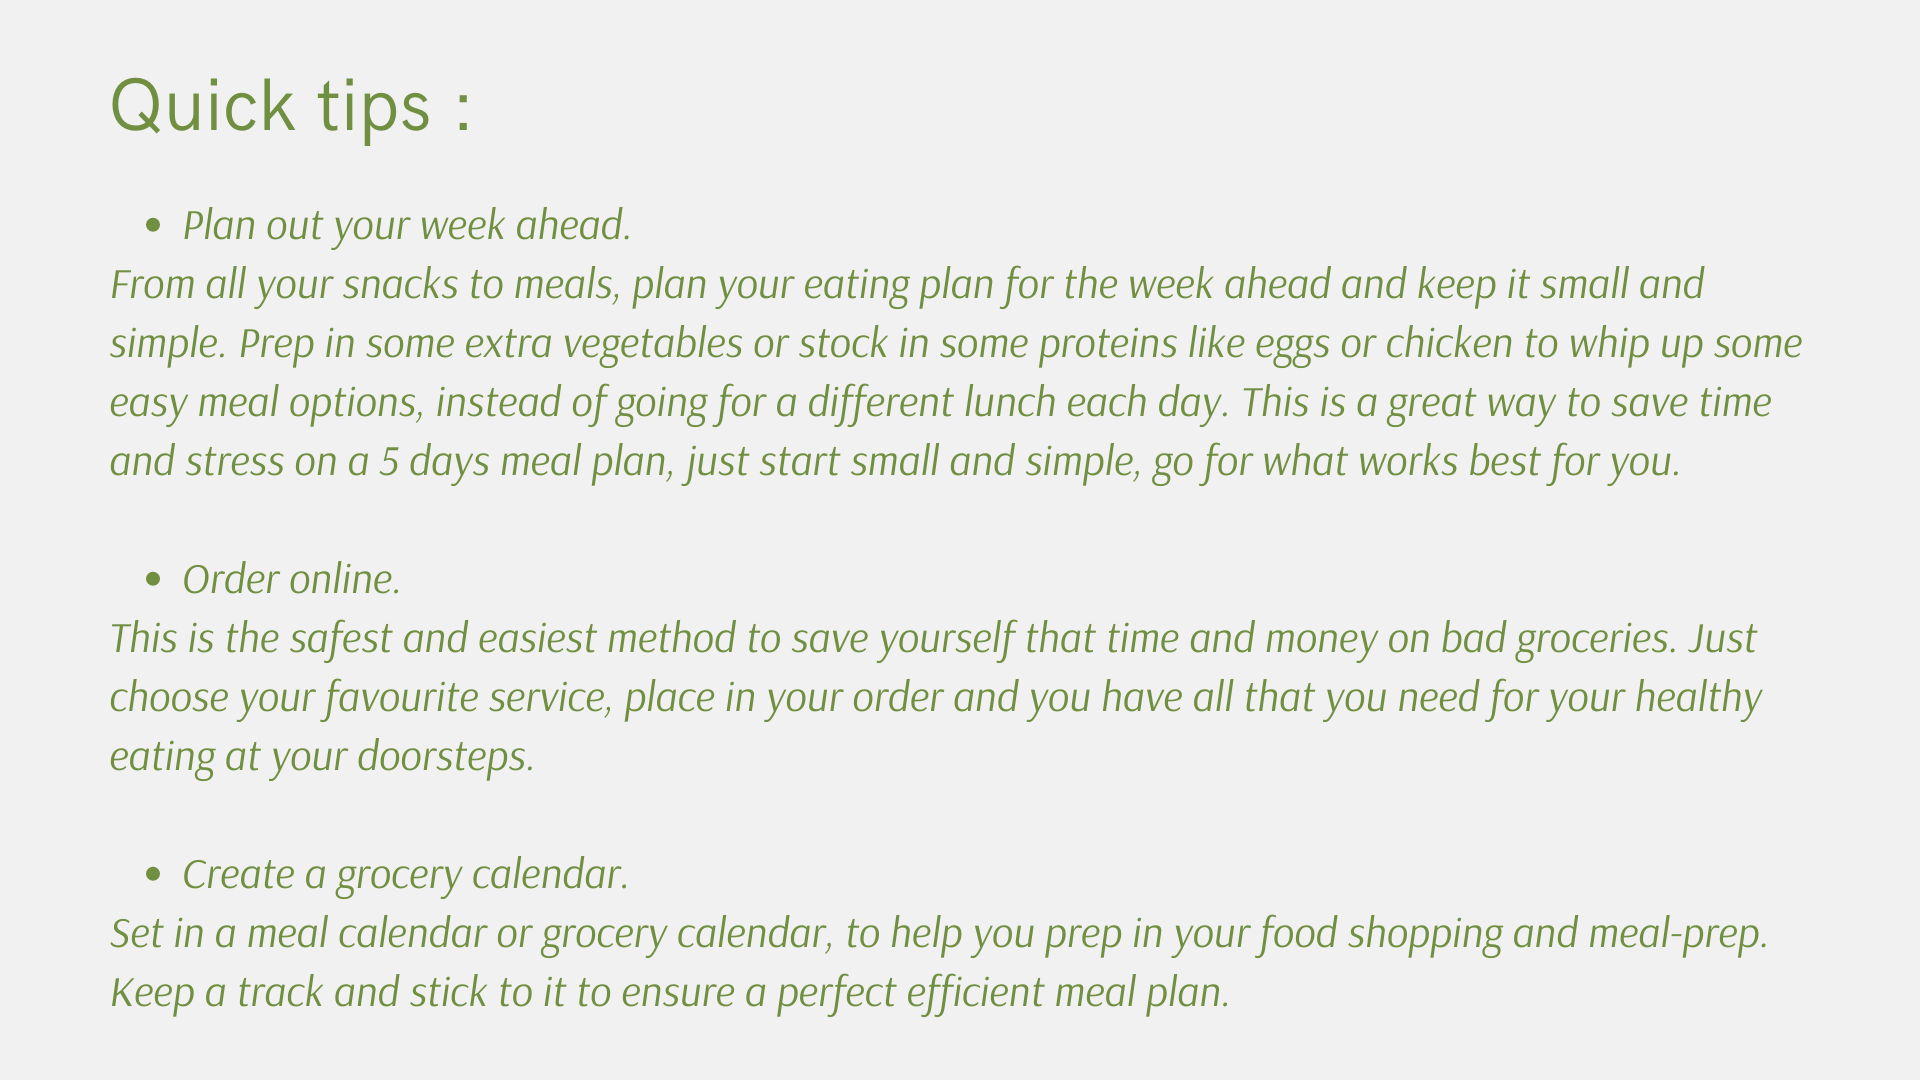 Quick tips :
• Plan out your week ahead.
From all your snacks to meals, plan your eating plan for the week ahead and keep it small and
simple. Prep in some extra vegetables or stock in some proteins like eggs or chicken to whip up some
easy meal options, instead of going for a different lunch each day. This is a great way to save time
and stress on a 5 days meal plan, just start small and simple, go for what works best for you.
• Order online.
This is the safest and easiest method to save yourself that time and money on bad groceries. Just
choose your favourite service, place in your order and you have all that you need for your healthy
eating at your doorsteps.
• Create a grocery calendar.
Set in a meal calendar or grocery calendar, to help you prep in your food shopping and meal-prep.
Keep a track and stick to it to ensure a perfect efficient meal plan.